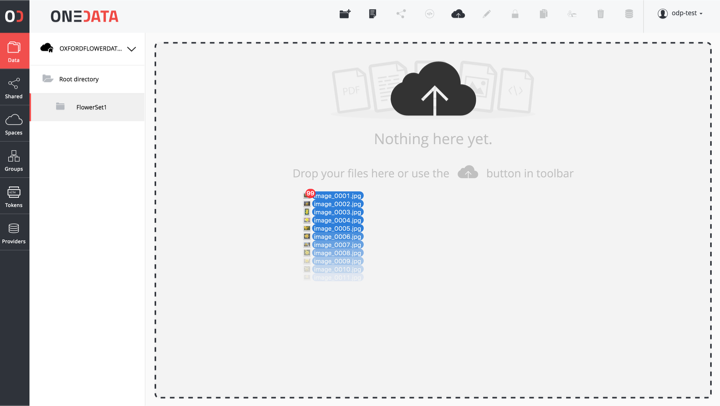 OD
ONEDATA
odp-test
Data
Shared
Spaces
Groups
Tokens
Providers
OXFORDFLOWERDAT...
Root directory
FlowerSet1
PDF
Nothing here yet.
Drop your files here or use the button in toolbar
99
image_0001.jpg
image_0002.jpg
image_0003.jpg
image_0004.jpg
image_0005.jpg
image_0006.jpg
image_0007.jpg
image_0008.jpg
image_0009.jpg
image_0010.jpg